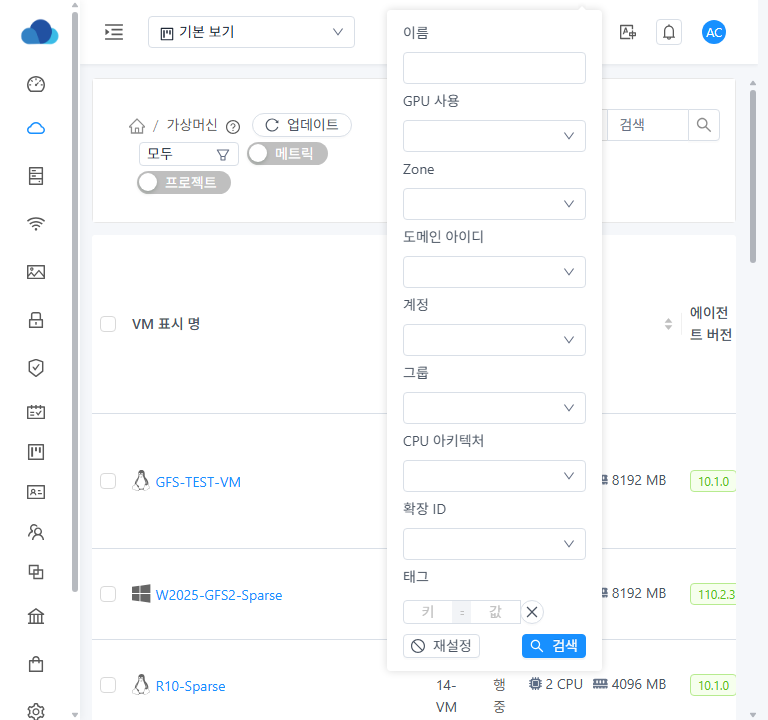 기본 보기
AC
/ 가상머신
업데이트
모두
메트릭
프로젝트
검색
이름
GPU 사용
Zone
도메인 아이디
계정
그룹
CPU 아키텍처
확장 ID
태그
키 = 값
재설정
검색
VM 표시 명
에이전
트 버전
GFS-TEST-VM
8192 MB
10.1.0
W2025-GFS2-Sparse
8192 MB
110.2.3
R10-Sparse
14-
VM
행
중
2 CPU
4096 MB
10.1.0